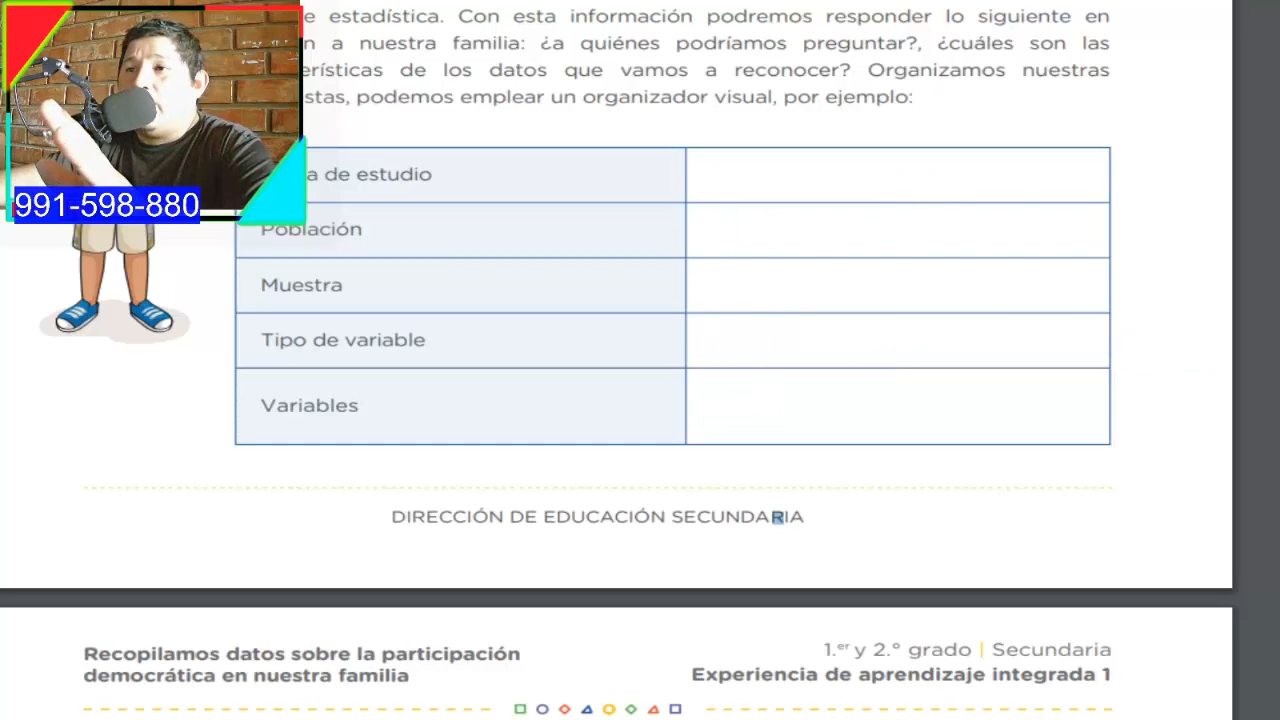 e estadística. Con esta información podremos responder lo siguiente en
n a nuestra familia: ¿a quiénes podríamos preguntar?, ¿cuáles son las
erísticas de los datos que vamos a reconocer? Organizamos nuestras
stas, podemos emplear un organizador visual, por ejemplo:
991-598-880
a de estudio
Población
Muestra
Tipo de variable
Variables
DIRECCIÓN DE EDUCACIÓN SECUNDARIA
Recopilamos datos sobre la participación
democrática en nuestra familia
1.er y 2.° grado | Secundaria
Experiencia de aprendizaje integrada 1